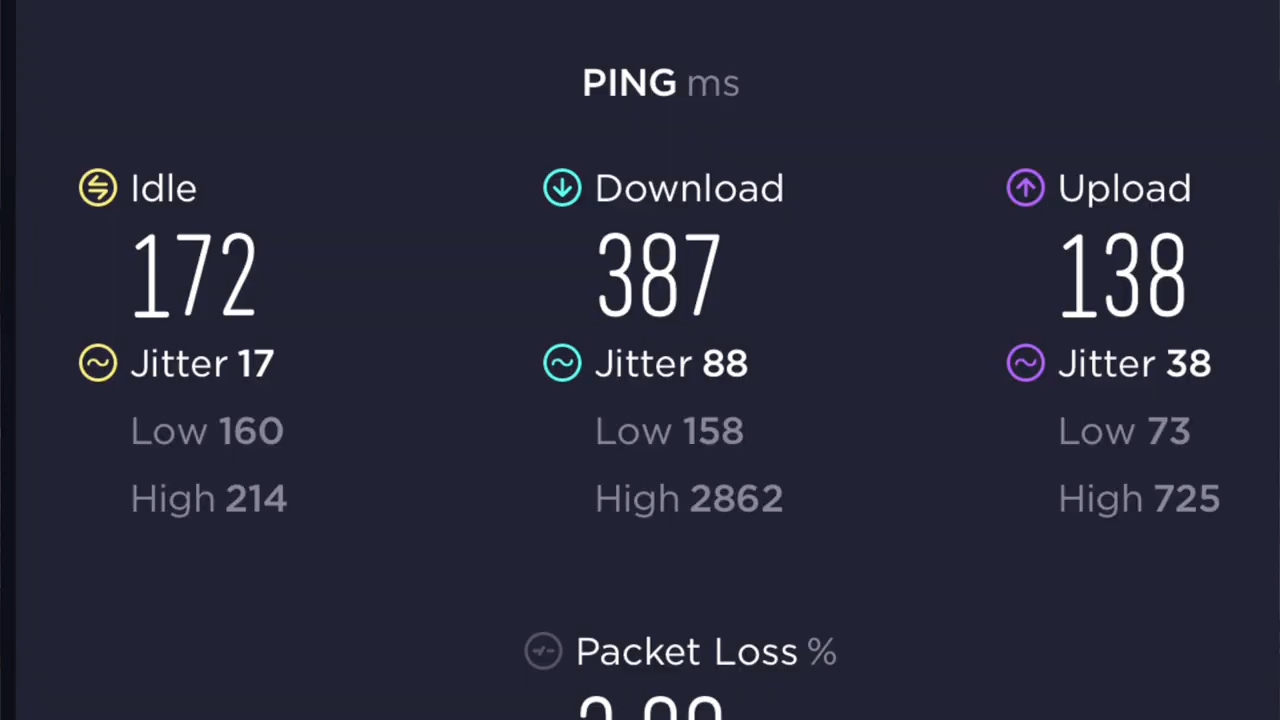 PING ms
Idle Download Upload
172 387 138
Jitter 17 Jitter 88 Jitter 38
Low 160 Low 158 Low 73
High 214 High 2862 High 725
Packet Loss %